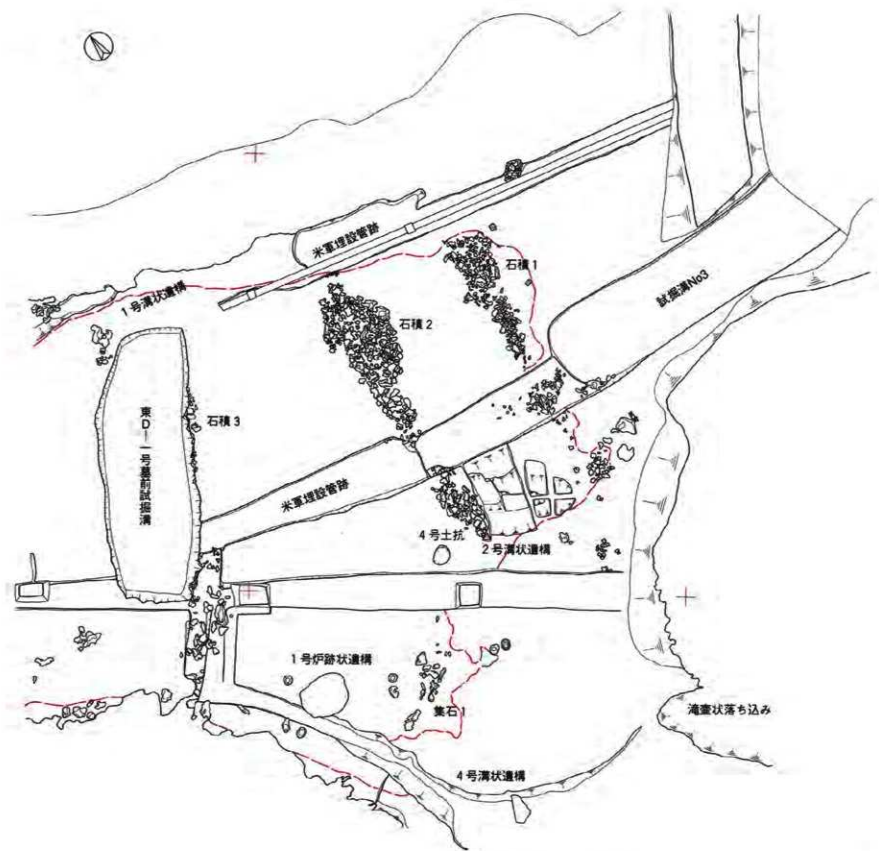 米軍埋設管跡
石積1
1号溝状遺構
試掘溝No3
石積2
石積3
東D-1号墓前試掘溝
米軍埋設管跡
4号土抗
2号溝状遺構
1号炉跡状遺構
集石1
滝壷状落ち込み
4号溝状遺構